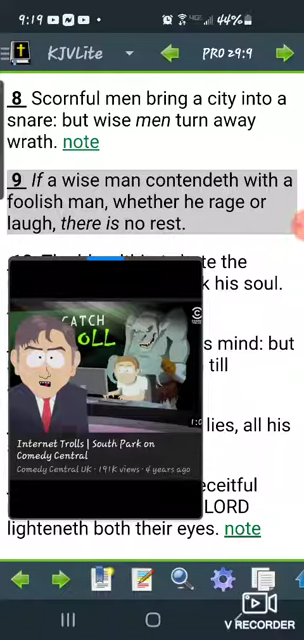 9:19 44%
KJVLite PRO 29:9
8 Scornful men bring a city into a
snare: but wise men turn away
wrath. note
9 If a wise man contendeth with a
foolish man, whether he rage or
laugh, there is no rest.
the
k his soul.
CATCH
OLL
s mind: but
till
lies, all his
Internet Trolls | South Park on
Comedy Central
Comedy Central UK · 191K views · 4 years ago
eceitful
LORD
lighteneth both their eyes. note
V RECORDER